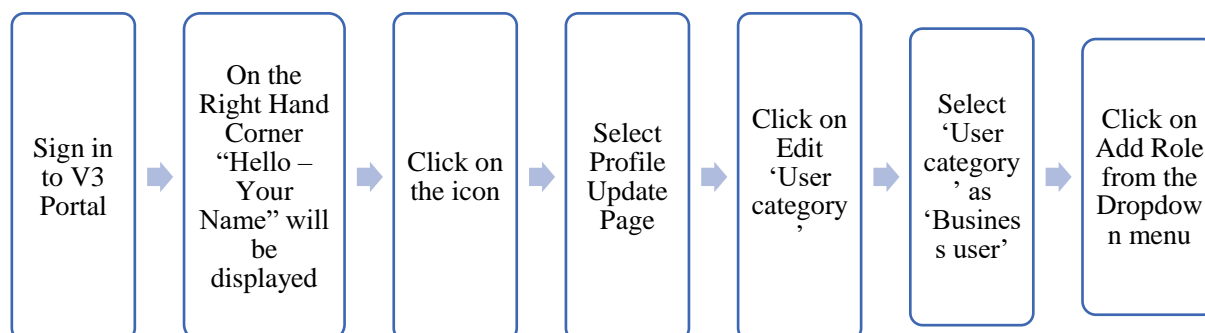 Sign in
to V3
Portal
On the
Right Hand
Corner
“Hello –
Your
Name” will
be
displayed
Click on
the icon
Select
Profile
Update
Page
Click on
Edit
‘User
category
’
Select
‘User
category
’ as
‘Busines
s user’
Click on
Add Role
from the
Dropdow
n menu